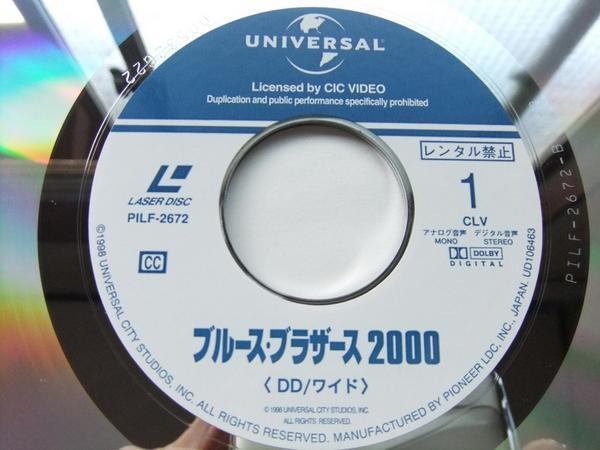 UNIVERSAL
Licensed by CIC VIDEO
Duplication and public performance specifically prohibited
レンタル禁止
LASER DISC
PILF-2672
1
CLV
アナログ音声 デジタル音声
MONO STEREO
DOLBY
DIGITAL
CC
ブルース・ブラザース 2000
〈 DD/ワイド 〉
© 1998 UNIVERSAL CITY STUDIOS, INC.
ALL RIGHTS RESERVED.
©1998 UNIVERSAL CITY STUDIOS, INC. ALL RIGHTS RESERVED. MANUFACTURED BY PIONEER LDC, INC., JAPAN. UD106463
PILF-2672-B